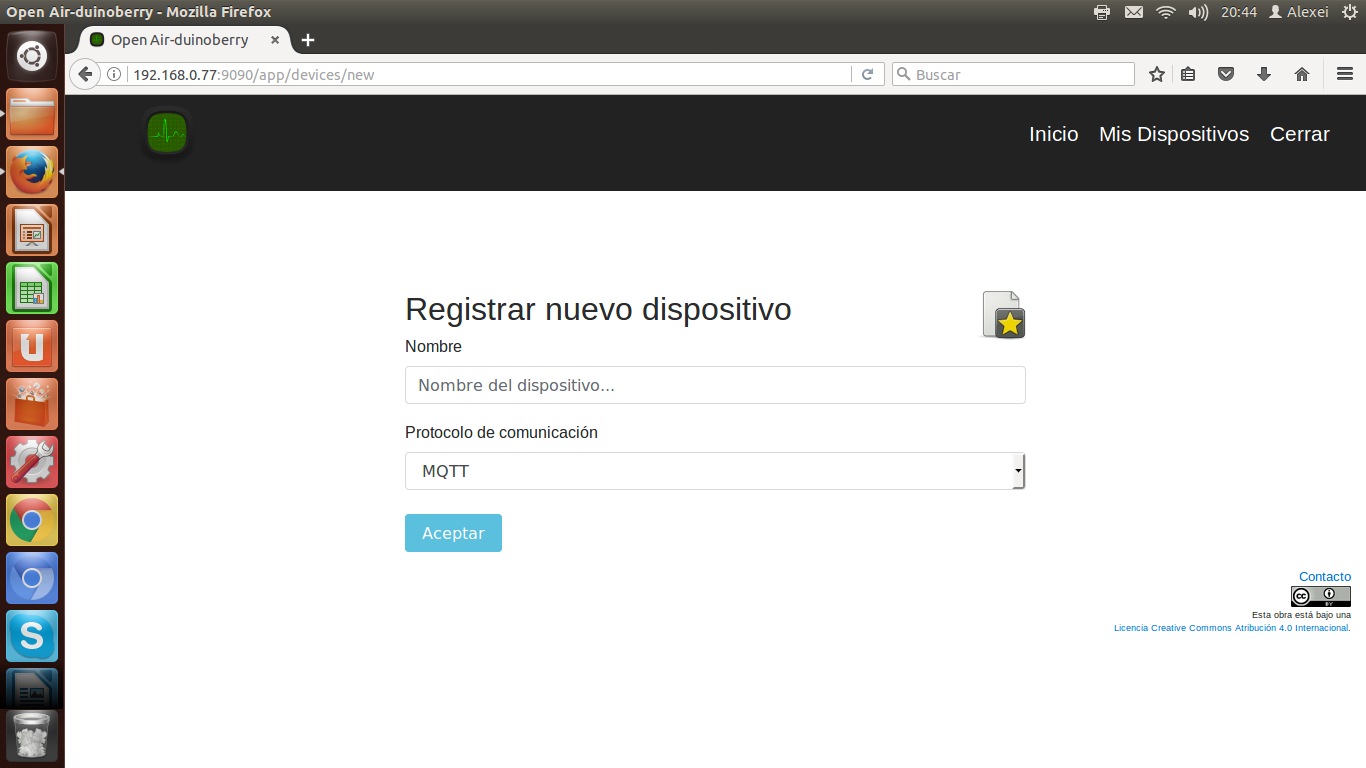 Open Air-duinoberry - Mozilla Firefox
20:44 Alexei
Open Air-duinoberry
192.168.0.77:9090/app/devices/new
Buscar
Inicio Mis Dispositivos Cerrar
Registrar nuevo dispositivo
Nombre
Nombre del dispositivo...
Protocolo de comunicación
MQTT
Aceptar
Contacto
cc
BY
Esta obra está bajo una
Licencia Creative Commons Atribución 4.0 Internacional.